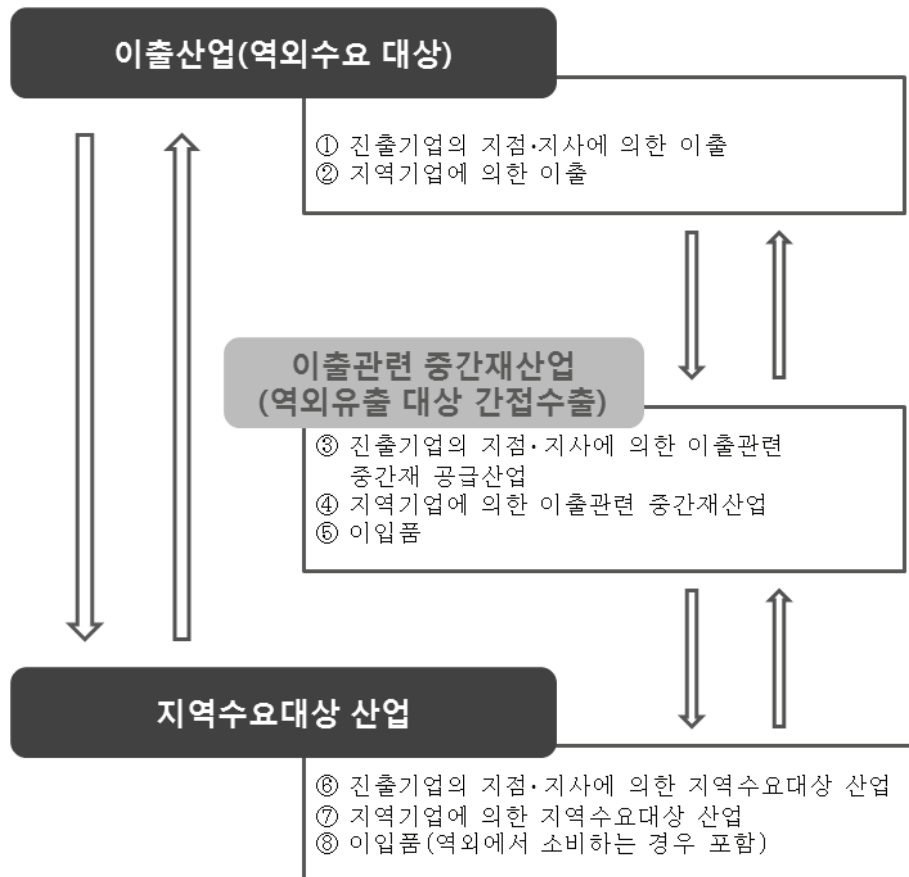 이출산업(역외수요 대상)
① 진출기업의 지점·지사에 의한 이출
② 지역기업에 의한 이출
이출관련 중간재산업
(역외유출 대상 간접수출)
③ 진출기업의 지점·지사에 의한 이출관련
중간재 공급산업
④ 지역기업에 의한 이출관련 중간재산업
⑤ 이입품
지역수요대상 산업
⑥ 진출기업의 지점·지사에 의한 지역수요대상 산업
⑦ 지역기업에 의한 지역수요대상 산업
⑧ 이입품(역외에서 소비하는 경우 포함)